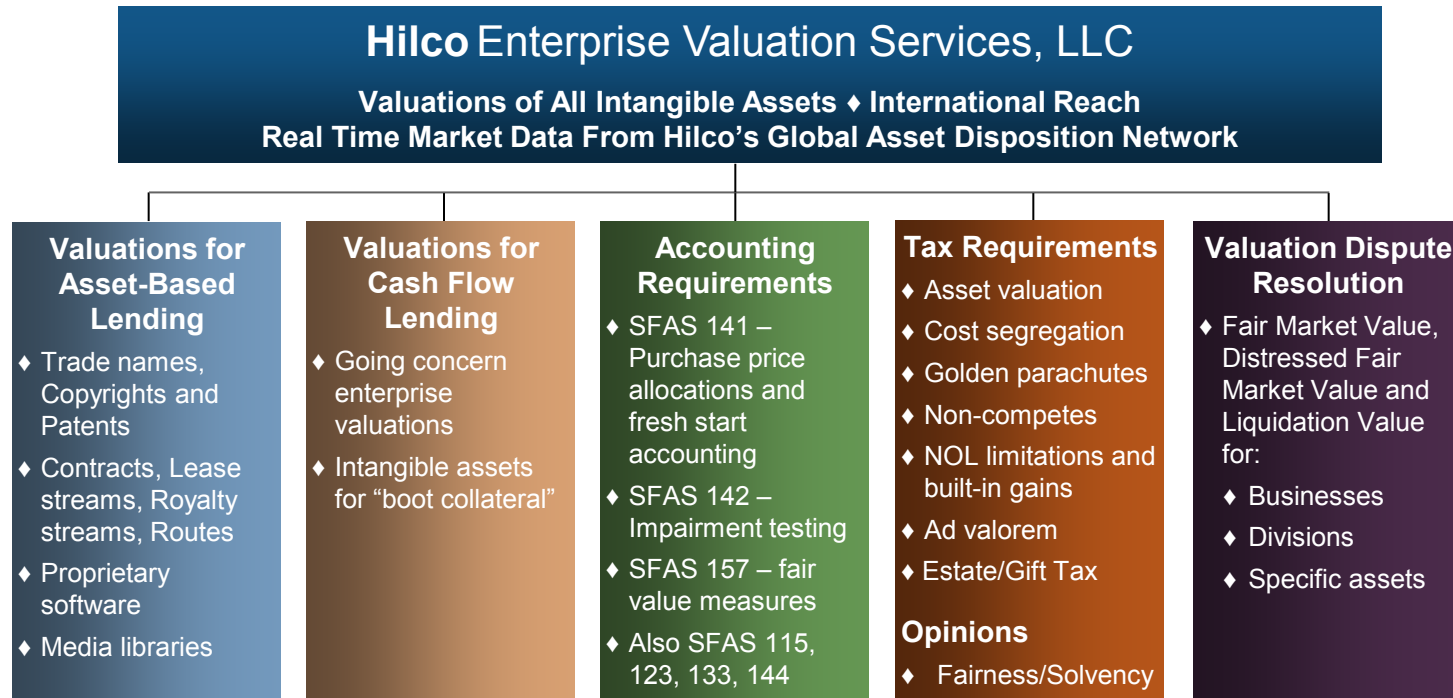 Hilco Enterprise Valuation Services, LLC
Valuations of All Intangible Assets ♦ International Reach
Real Time Market Data From Hilco’s Global Asset Disposition Network
Valuations for
Asset-Based
Lending
♦ Trade names,
Copyrights and
Patents
♦ Contracts, Lease
streams, Royalty
streams, Routes
♦ Proprietary
software
♦ Media libraries
Valuations for
Cash Flow
Lending
♦ Going concern
enterprise
valuations
♦ Intangible assets
for “boot collateral”
Accounting
Requirements
♦ SFAS 141 –
Purchase price
allocations and
fresh start
accounting
♦ SFAS 142 –
Impairment testing
♦ SFAS 157 – fair
value measures
♦ Also SFAS 115,
123, 133, 144
Tax Requirements
♦ Asset valuation
♦ Cost segregation
♦ Golden parachutes
♦ Non-competes
♦ NOL limitations and
built-in gains
♦ Ad valorem
♦ Estate/Gift Tax
Opinions
♦ Fairness/Solvency
Valuation Dispute
Resolution
♦ Fair Market Value,
Distressed Fair
Market Value and
Liquidation Value
for:
♦ Businesses
♦ Divisions
♦ Specific assets